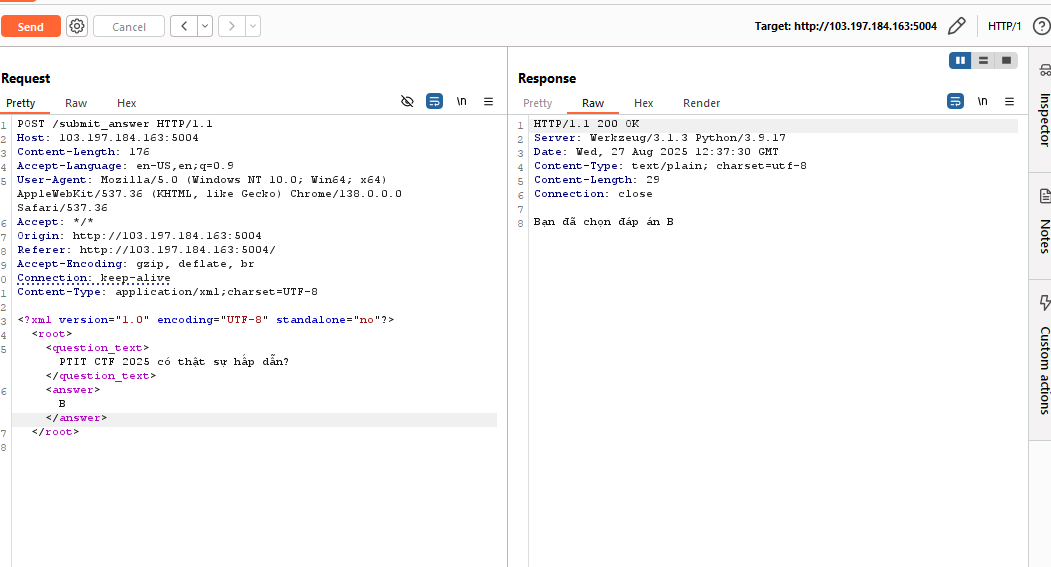 Send Cancel Target: http://103.197.184.163:5004 HTTP/1
Request
Pretty Raw Hex \n
1 POST /submit_answer HTTP/1.1
2 Host: 103.197.184.163:5004
3 Content-Length: 176
4 Accept-Language: en-US,en;q=0.9
5 User-Agent: Mozilla/5.0 (Windows NT 10.0; Win64; x64)
AppleWebKit/537.36 (KHTML, like Gecko) Chrome/138.0.0.0
Safari/537.36
6 Accept: */*
7 Origin: http://103.197.184.163:5004
8 Referer: http://103.197.184.163:5004/
9 Accept-Encoding: gzip, deflate, br
0 Connection: keep-alive
1 Content-Type: application/xml;charset=UTF-8
2
3 <?xml version="1.0" encoding="UTF-8" standalone="no"?>
4 <root>
5 <question_text>
PTIT CTF 2025 có thật sự hấp dẫn?
</question_text>
6 <answer>
B
</answer>
7 </root>
8
Response
Pretty Raw Hex Render \n
1 HTTP/1.1 200 OK
2 Server: Werkzeug/3.1.3 Python/3.9.17
3 Date: Wed, 27 Aug 2025 12:37:30 GMT
4 Content-Type: text/plain; charset=utf-8
5 Content-Length: 29
6 Connection: close
7
8 Bạn đã chọn đáp án B
Inspector
Notes
Custom actions